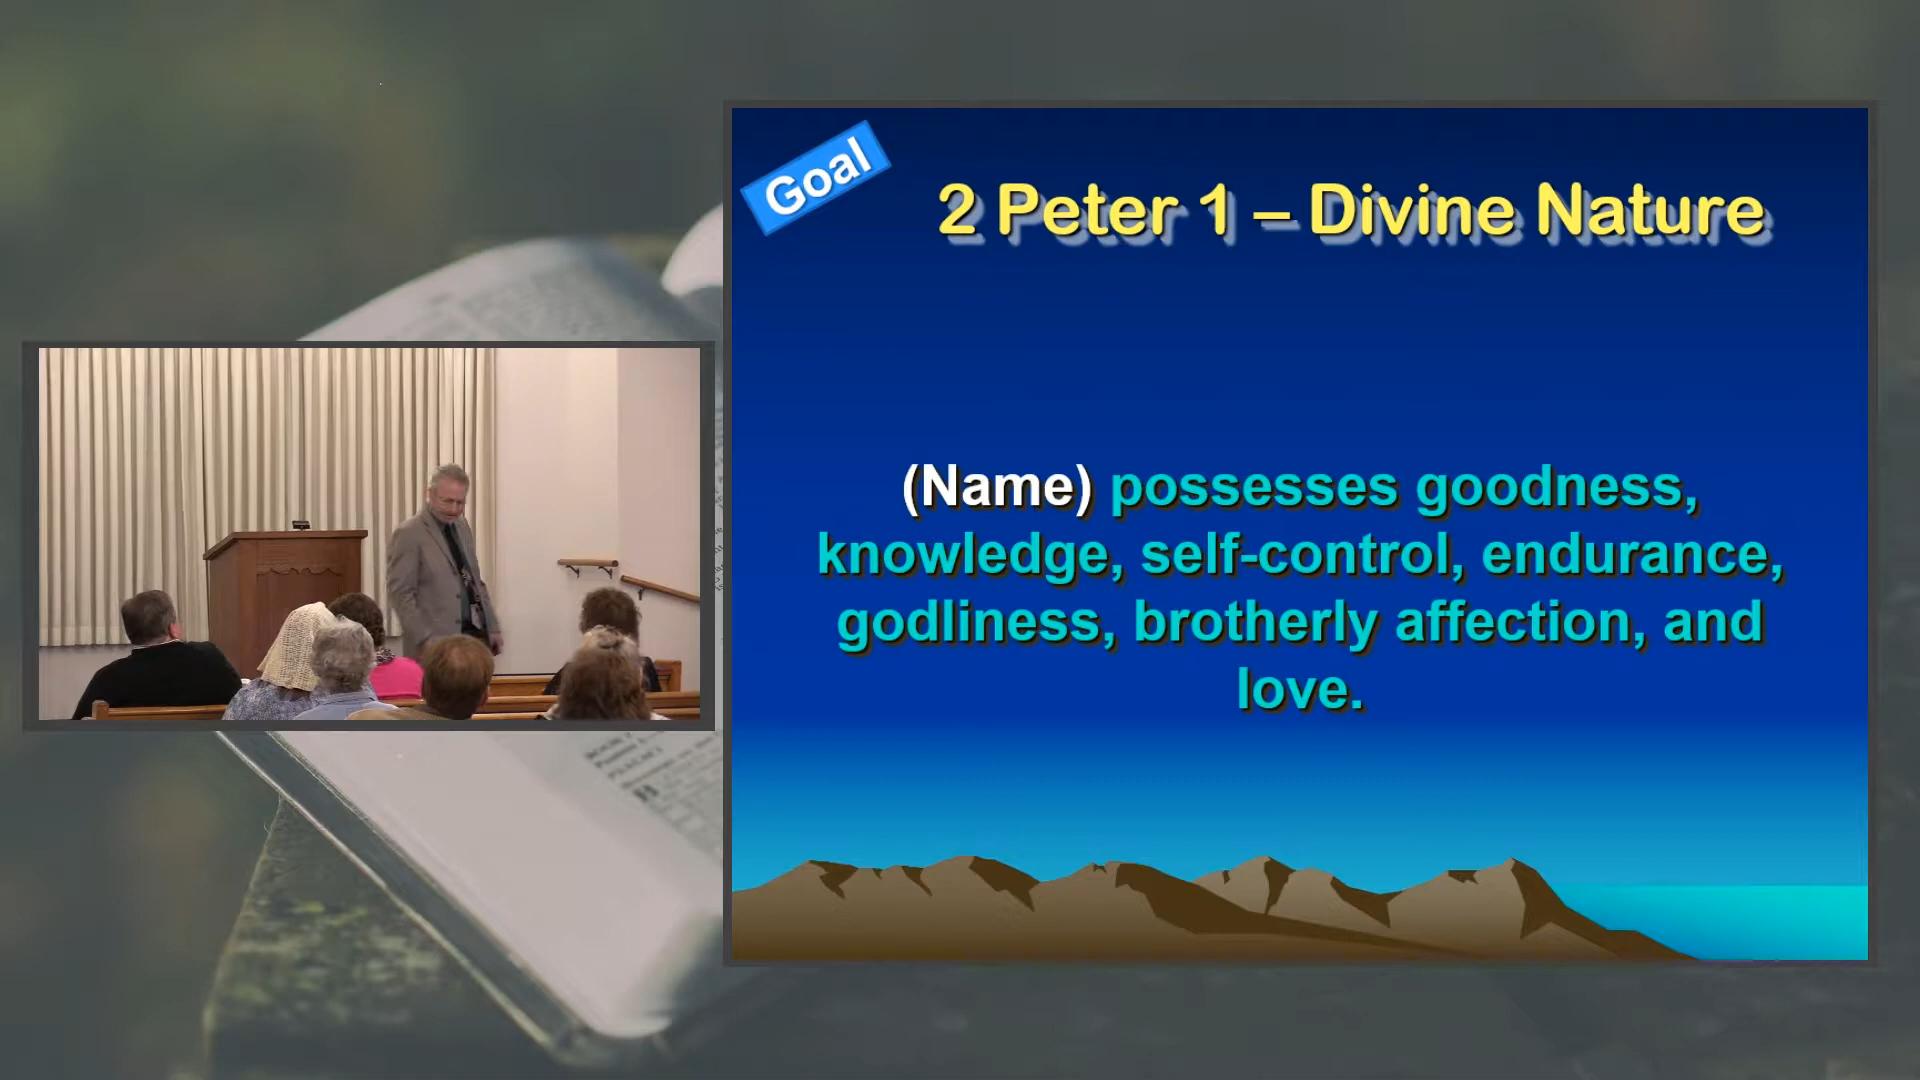 Goal
2 Peter 1 – Divine Nature
(Name) possesses goodness,
knowledge, self-control, endurance,
godliness, brotherly affection, and
love.